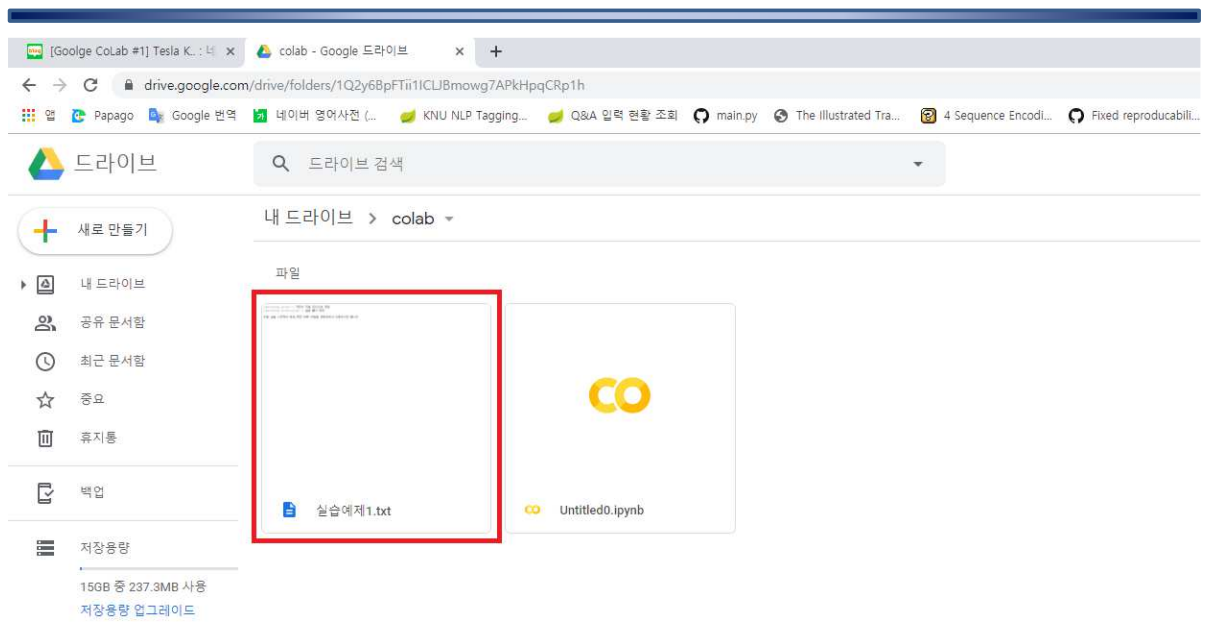 [Goolge CoLab #1] Tesla K.. : 네
colab - Google 드라이브
drive.google.com/drive/folders/1Q2y6BpFTii1ICLJBmowg7APkHpqCRp1h
앱 Papago Google 번역 네이버 영어사전 (... KNU NLP Tagging... Q&A 입력 현황 조회 main.py The Illustrated Tra... 4 Sequence Encodi... Fixed reproducabili...
드라이브
드라이브 검색
새로 만들기
내 드라이브 > colab
파일
내 드라이브
공유 문서함
최근 문서함
중요
휴지통
백업
실습예제1.txt
Untitled0.ipynb
저장용량
15GB 중 237.3MB 사용
저장용량 업그레이드